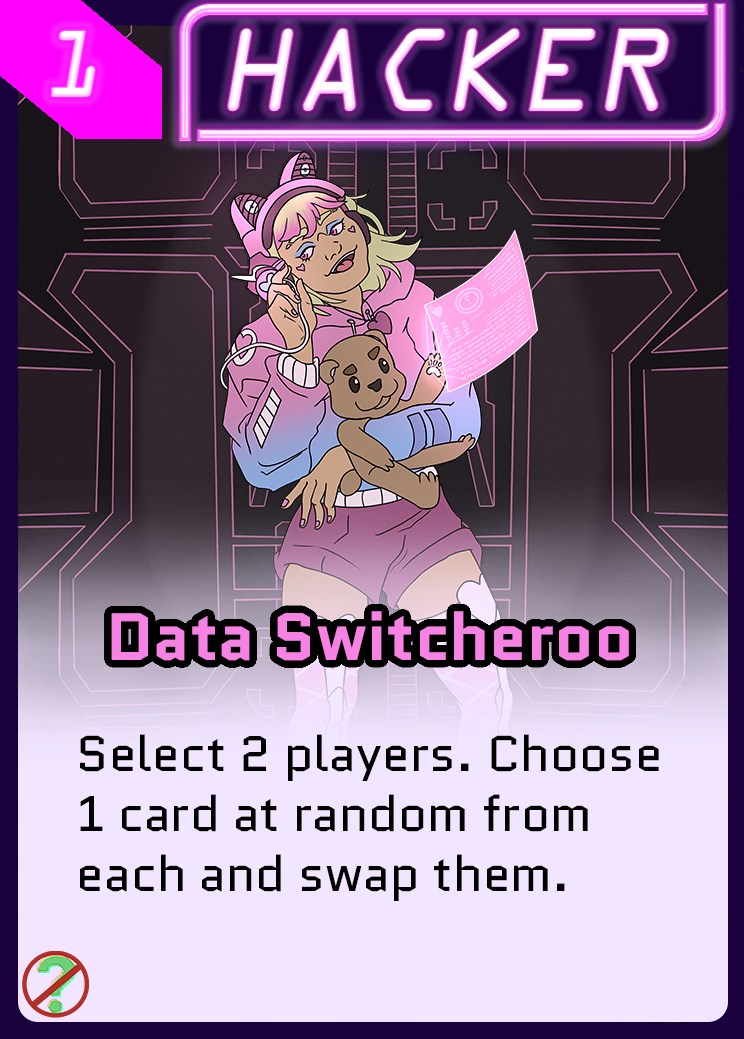 1
HACKER
Data Switcheroo
Select 2 players. Choose
1 card at random from
each and swap them.
?